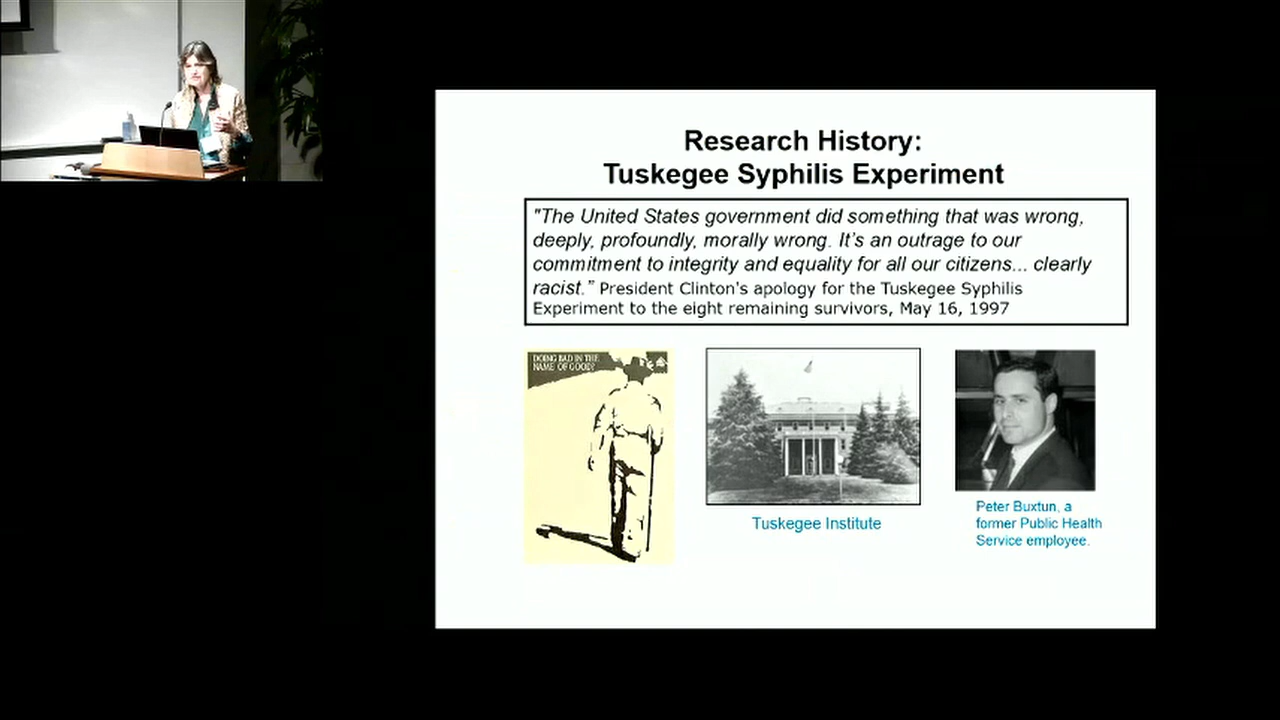 Research History:
Tuskegee Syphilis Experiment
"The United States government did something that was wrong,
deeply, profoundly, morally wrong. It's an outrage to our
commitment to integrity and equality for all our citizens... clearly
racist." President Clinton's apology for the Tuskegee Syphilis
Experiment to the eight remaining survivors, May 16, 1997
DOING BAD IN THE
NAME OF GOOD?
Tuskegee Institute
Peter Buxtun, a
former Public Health
Service employee.